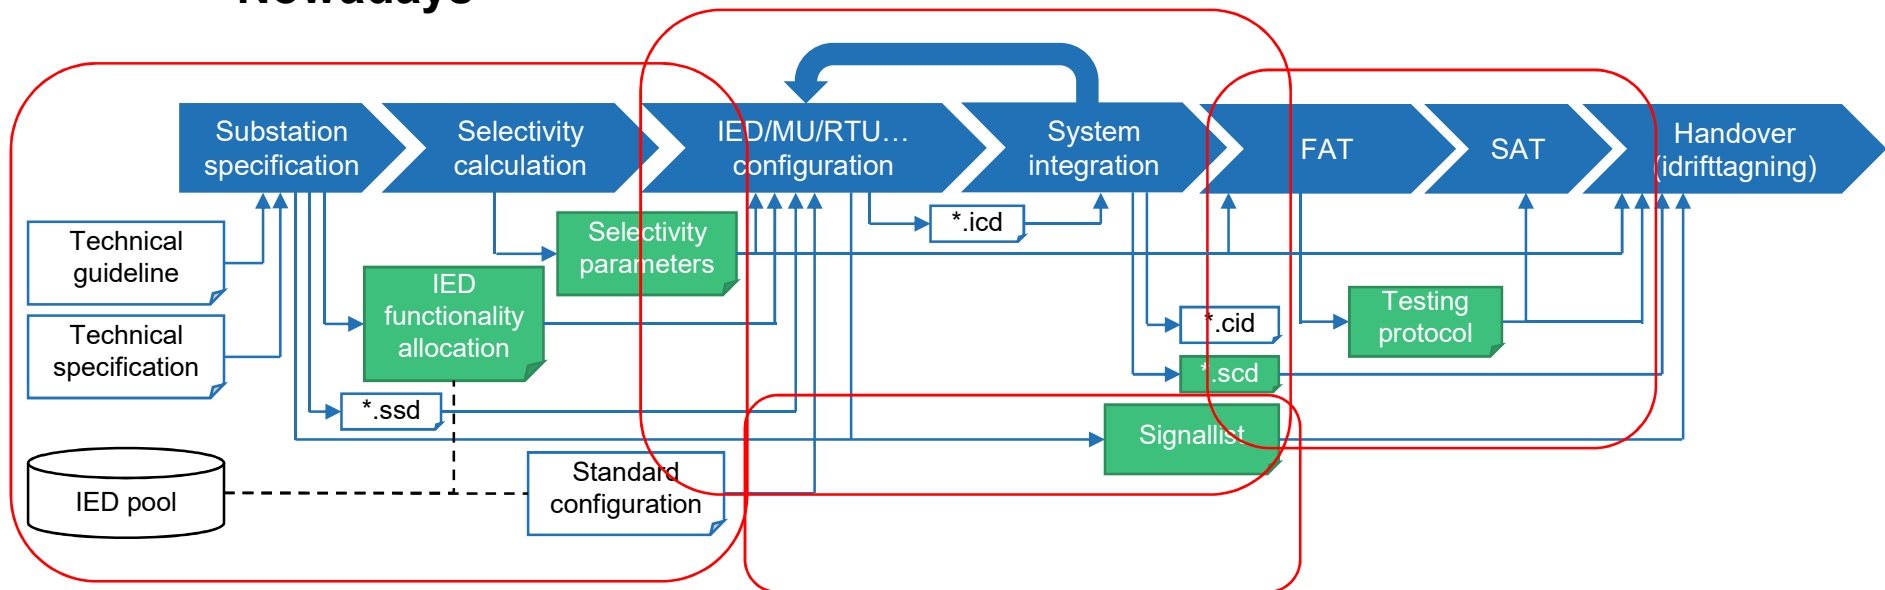 Nowadays
Substation
specification
Selectivity
calculation
IED/MU/RTU…
configuration
System
integration
FAT
SAT
Handover
(idrifttagning)
Technical
guideline
Technical
specification
IED pool
IED
functionality
allocation
*.ssd
Selectivity
parameters
Standard
configuration
*.icd
*.cid
*.scd
Signallist
Testing
protocol